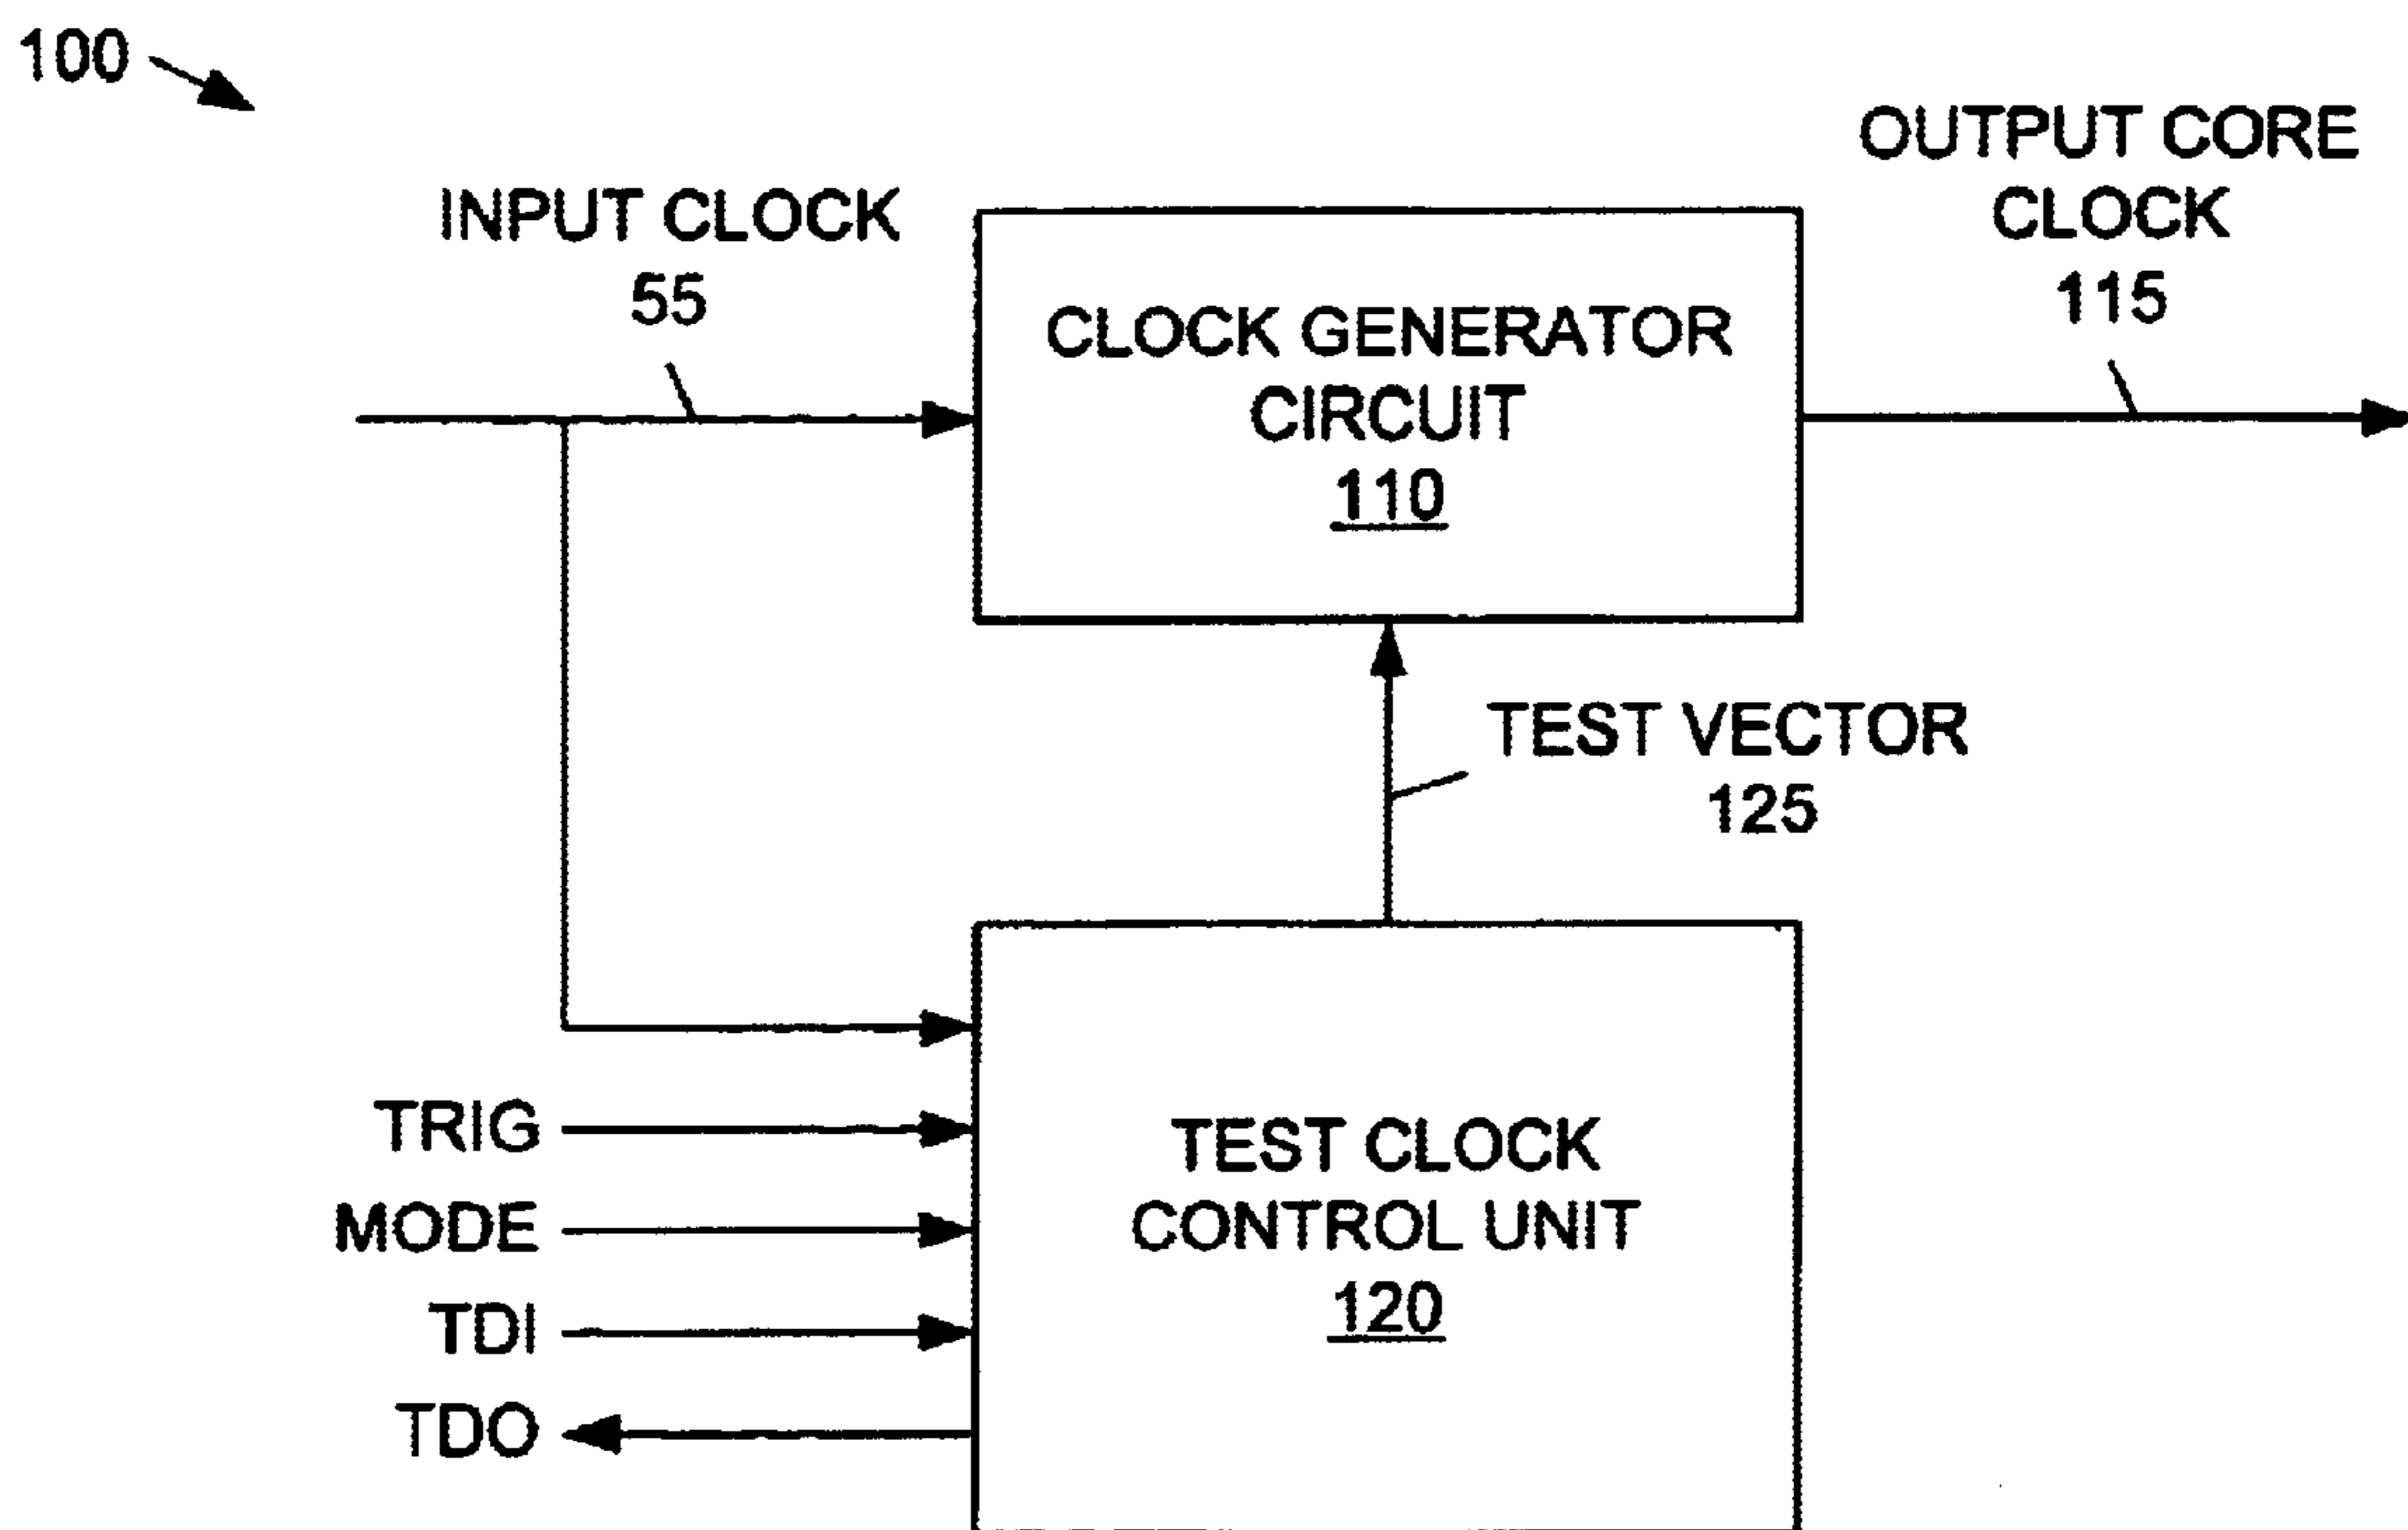 100
INPUT CLOCK
55
CLOCK GENERATOR
CIRCUIT
110
OUTPUT CORE
CLOCK
115
TEST VECTOR
125
TRIG
MODE
TDI
TDO
TEST CLOCK
CONTROL UNIT
120